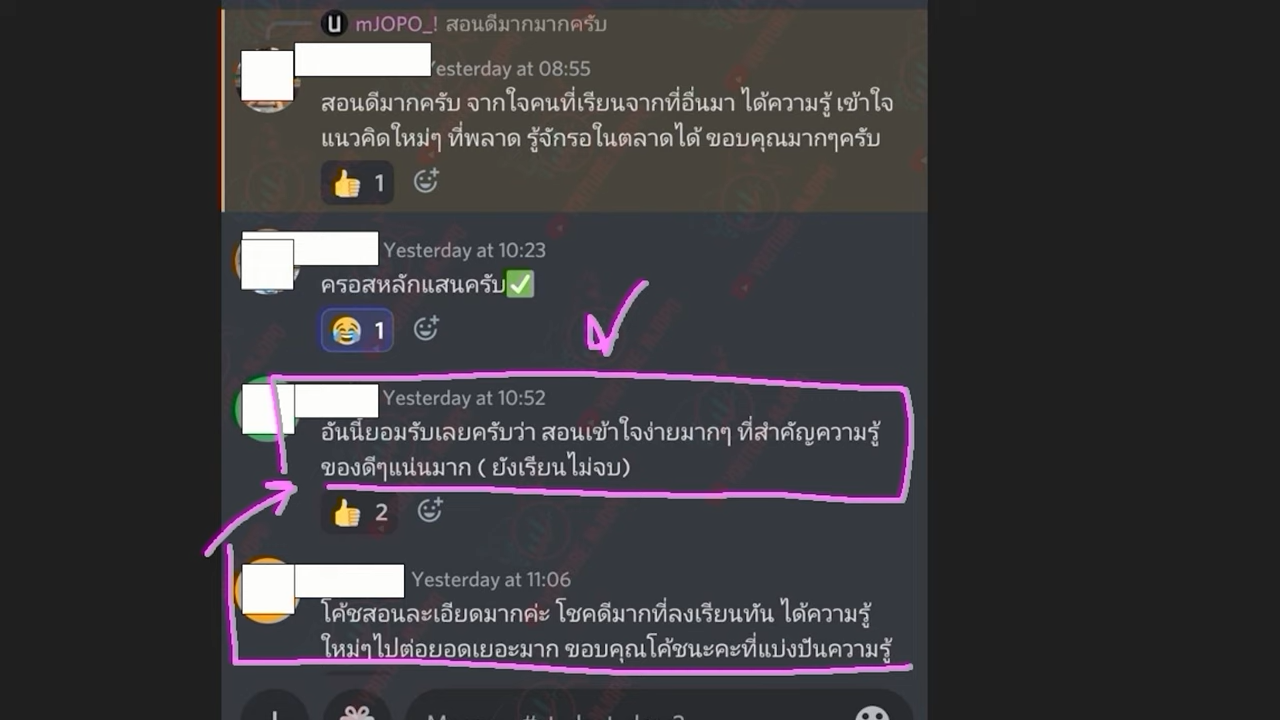 mJOPO_! สอนดีมากมากครับ
Yesterday at 08:55
สอนดีมากครับ จากใจคนที่เรียนจากที่อื่นมา ได้ความรู้ เข้าใจ
แนวคิดใหม่ๆ ที่พลาด รู้จักรอในตลาดได้ ขอบคุณมากๆครับ
1
Yesterday at 10:23
ครอสหลักแสนครับ
1
Yesterday at 10:52
อันนี้ยอมรับเลยครับว่า สอนเข้าใจง่ายมากๆ ที่สำคัญความรู้
ของดีๆแน่นมาก ( ยังเรียนไม่จบ)
2
Yesterday at 11:06
โค้ชสอนละเอียดมากค่ะ โชคดีมากที่ลงเรียนทัน ได้ความรู้
ใหม่ๆไปต่อยอดเยอะมาก ขอบคุณโค้ชนะคะที่แบ่งปันความรู้